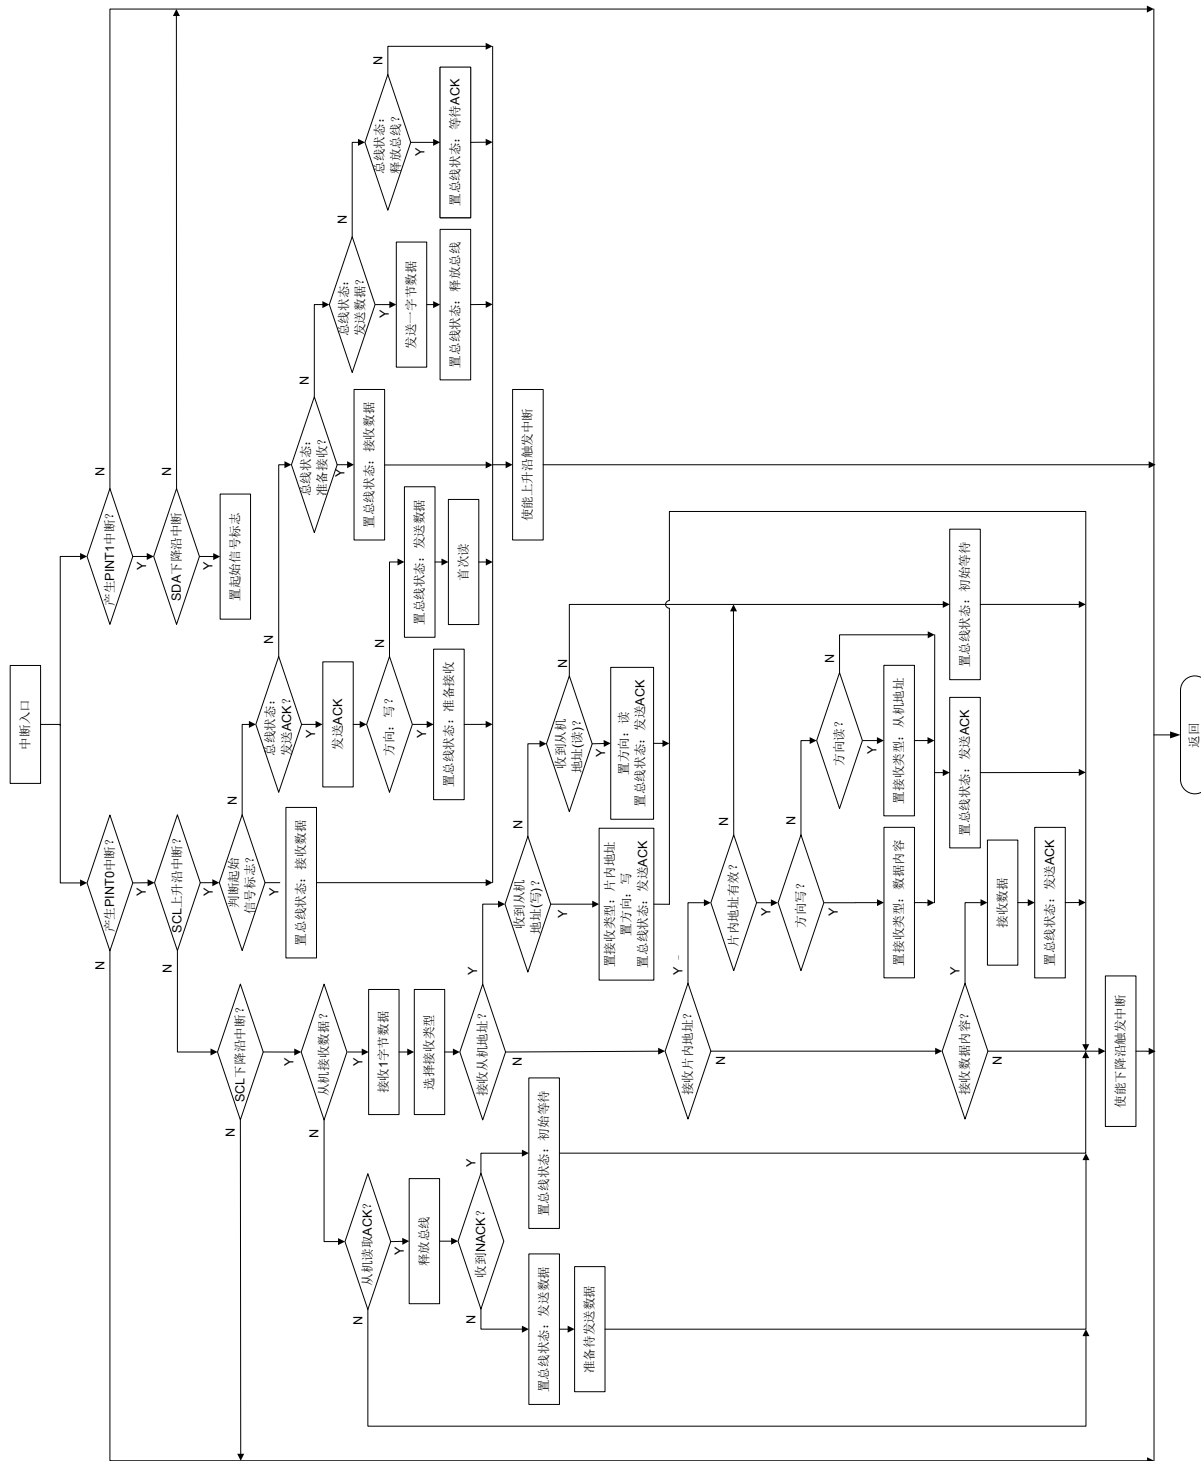 中断入口
产生PINT0中断?
N
Y
产生PINT1中断?
N
Y
SCL上升沿中断?
N
Y
SDA下降沿中断
N
Y
判断起始
信号标志?
N
Y
置起始信号标志
SCL下降沿中断?
N
Y
置总线状态：接收数据
总线状态:
发送ACK?
N
Y
总线状态:
准备接收?
N
Y
总线状态:
发送数据?
N
Y
总线状态:
释放总线?
N
Y
从机接收数据?
N
Y
发送ACK
置总线状态：接收数据
发送一字节数据
置总线状态：等待ACK
从机读取ACK?
N
Y
接收1字节数据
方向：写?
N
Y
置总线状态：发送数据
置总线状态：释放总线
释放总线
选择接收类型
置总线状态：准备接收
首次读
收到NACK?
N
Y
接收从机地址?
Y
N
收到从机
地址(写)?
N
Y
收到从机
地址(读)?
N
Y
使能上升沿触发中断
置总线状态：发送数据
置总线状态：初始等待
准备待发送数据
置接收类型：片内地址
置方向：写
置总线状态：发送ACK
置方向：读
置总线状态：发送ACK
接收片内地址?
Y
N
片内地址有效?
N
Y
方向写?
N
Y
方向读?
N
Y
置接收类型：数据内容
置接收类型：从机地址
接收数据内容?
Y
N
置总线状态：发送ACK
置总线状态：初始等待
接收数据
置总线状态：发送ACK
使能下降沿触发中断
返回